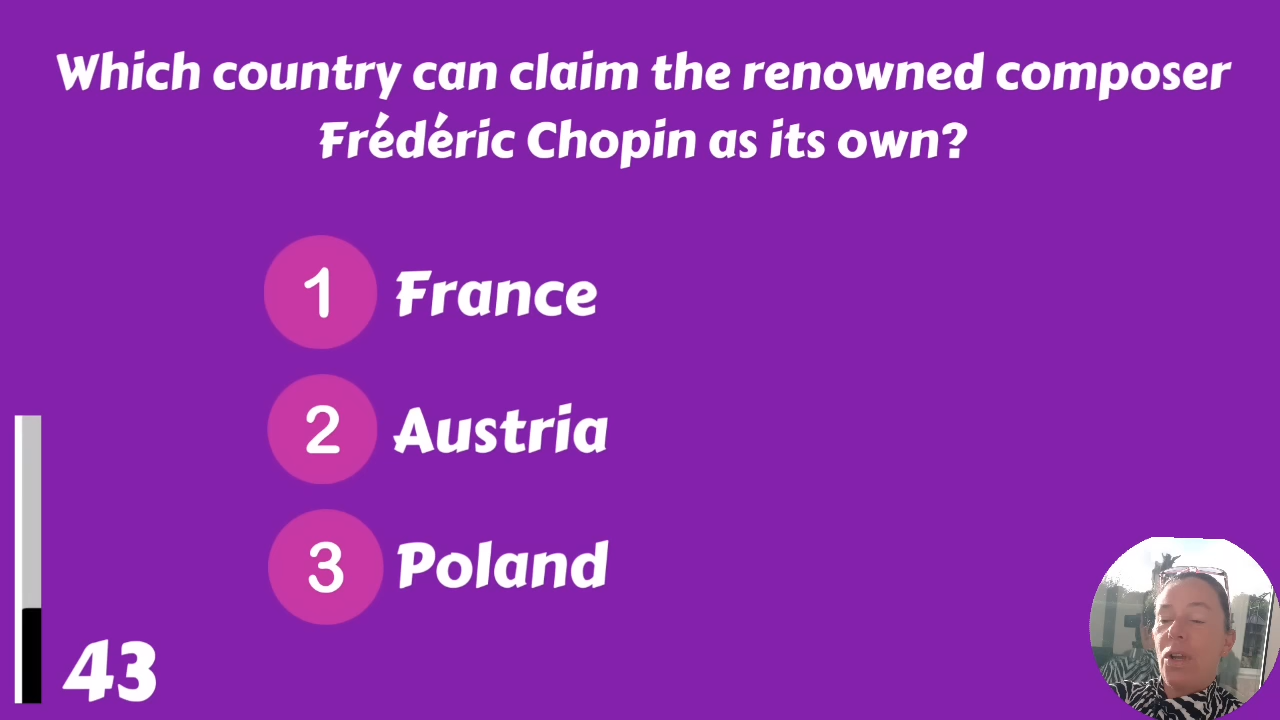 Which country can claim the renowned composer
Frédéric Chopin as its own?
1 France
2 Austria
3 Poland
43